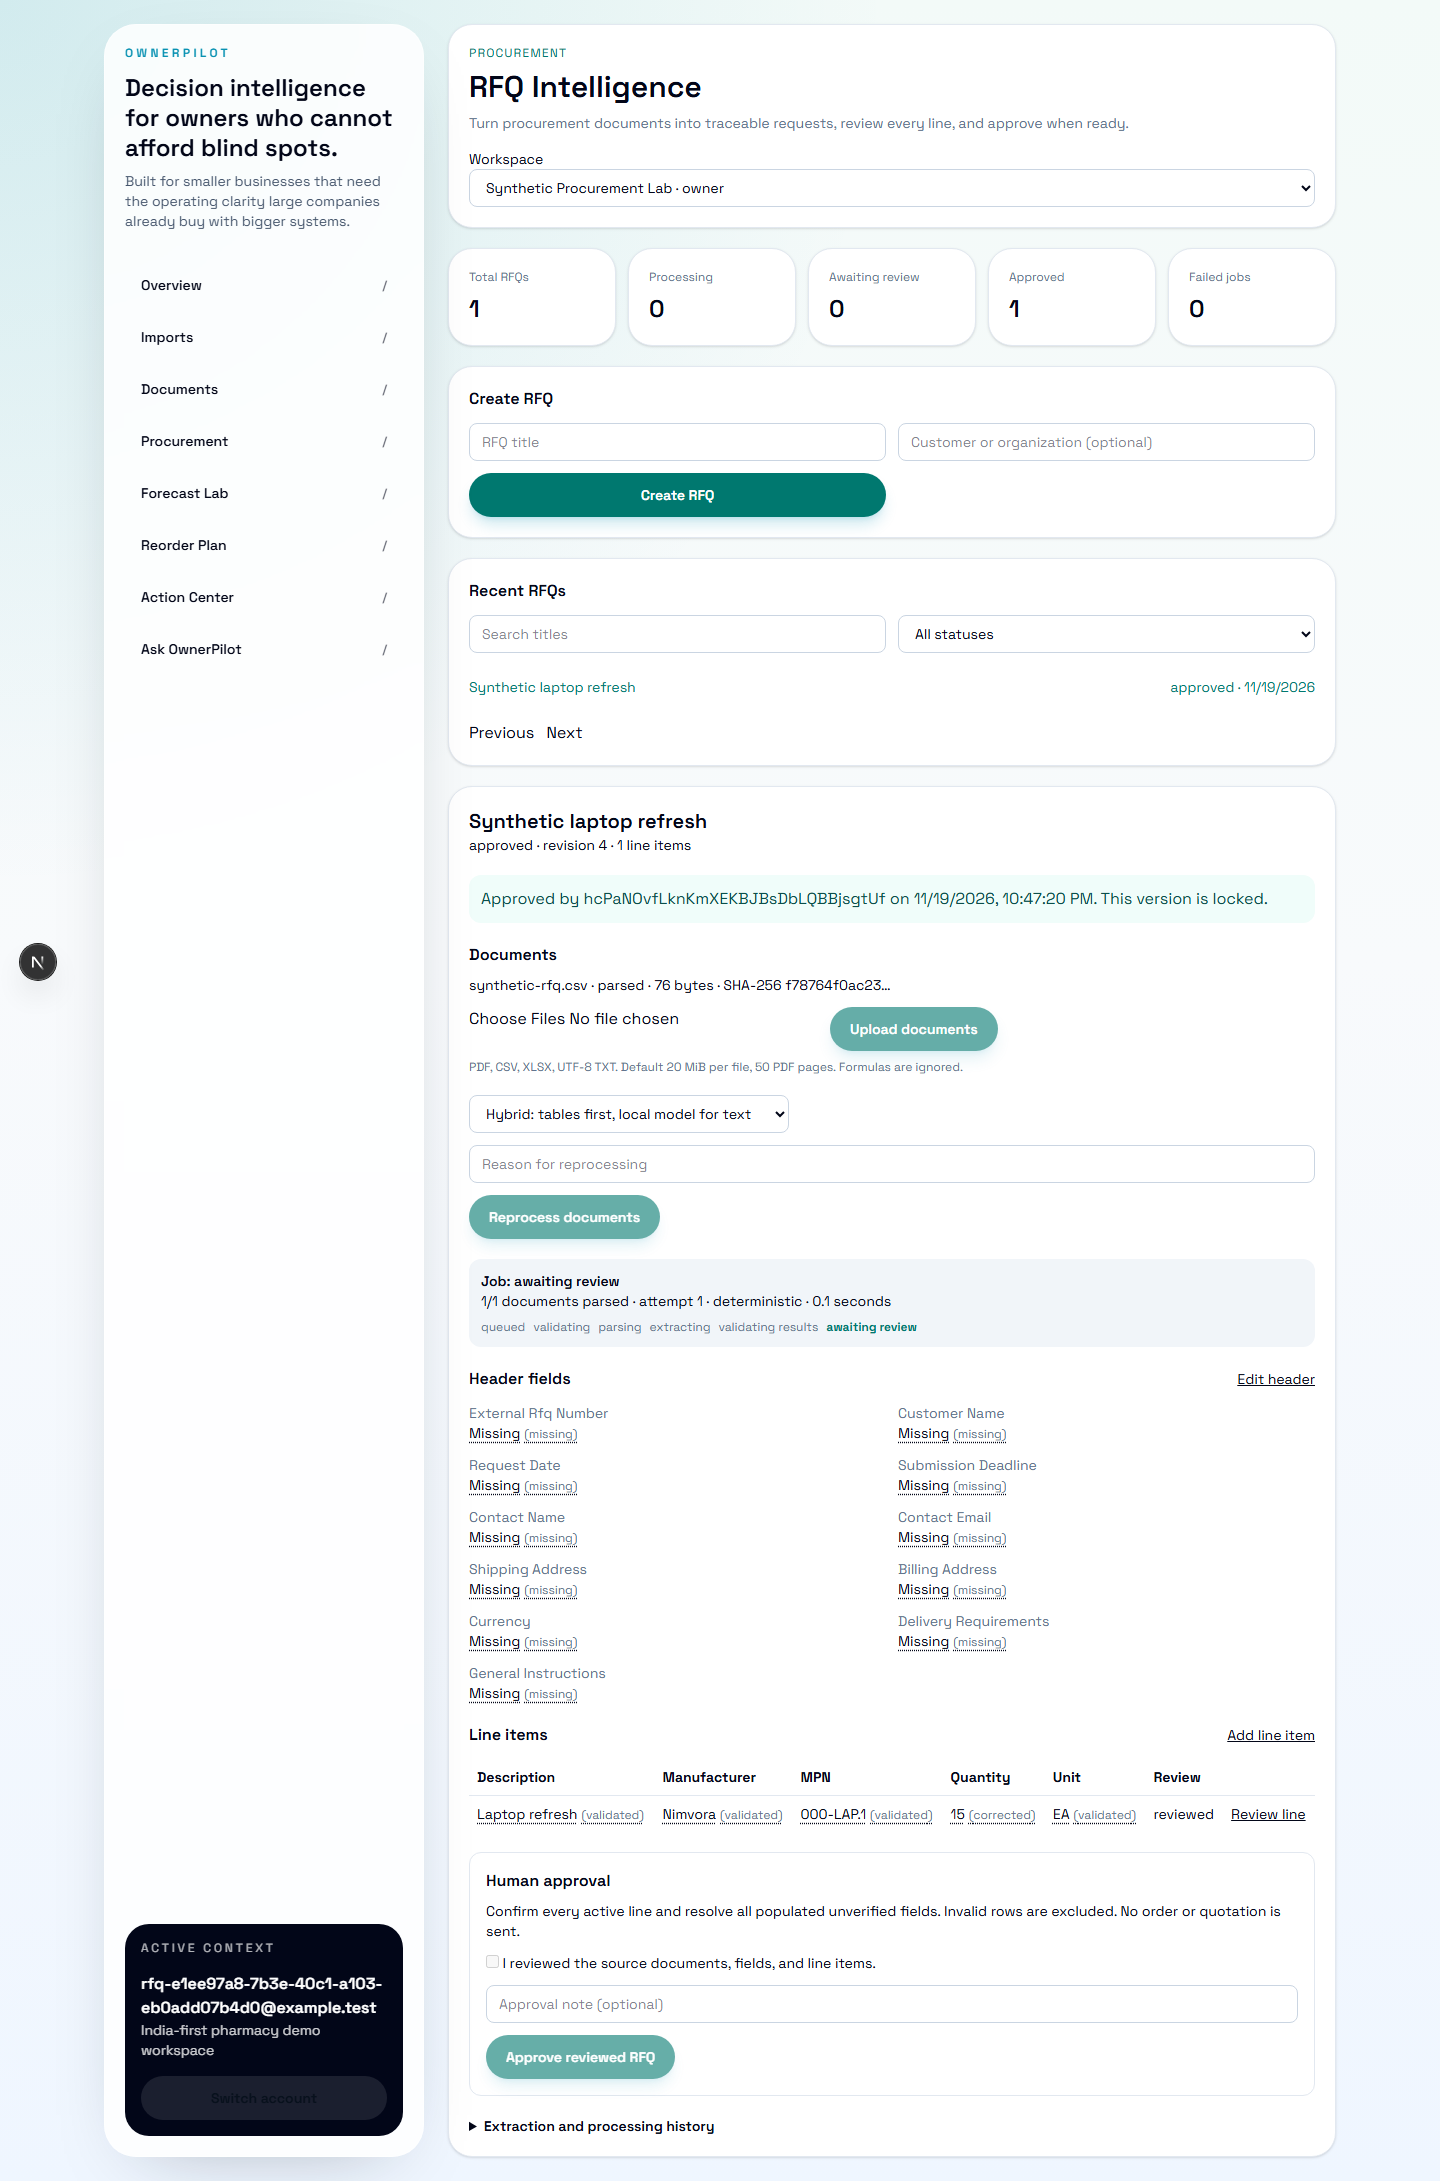 OWNERPILOT
Decision intelligence
for owners who cannot
afford blind spots.
Built for smaller businesses that need
the operating clarity large companies
already buy with bigger systems.
Overview /
Imports /
Documents /
Procurement /
Forecast Lab /
Reorder Plan /
Action Center /
Ask OwnerPilot /
N
ACTIVE CONTEXT
rfq-e1ee97a8-7b3e-40c1-a103-
eb0add07b4d0@example.test
India-first pharmacy demo
workspace
Switch account
PROCUREMENT
RFQ Intelligence
Turn procurement documents into traceable requests, review every line, and approve when ready.
Workspace
Synthetic Procurement Lab · owner
Total RFQs
1
Processing
0
Awaiting review
0
Approved
1
Failed jobs
0
Create RFQ
RFQ title
Customer or organization (optional)
Create RFQ
Recent RFQs
Search titles
All statuses
Synthetic laptop refresh approved · 11/19/2026
Previous Next
Synthetic laptop refresh
approved · revision 4 · 1 line items
Approved by hcPaNOvfLknKmXEKBJBsDbLQBBjsgtUf on 11/19/2026, 10:47:20 PM. This version is locked.
Documents
synthetic-rfq.csv · parsed · 76 bytes · SHA-256 f78764f0ac23…
Choose Files No file chosen
Upload documents
PDF, CSV, XLSX, UTF-8 TXT. Default 20 MiB per file, 50 PDF pages. Formulas are ignored.
Hybrid: tables first, local model for text
Reason for reprocessing
Reprocess documents
Job: awaiting review
1/1 documents parsed · attempt 1 · deterministic · 0.1 seconds
queued validating parsing extracting validating results awaiting review
Header fields Edit header
External Rfq Number
Missing (missing)
Customer Name
Missing (missing)
Request Date
Missing (missing)
Submission Deadline
Missing (missing)
Contact Name
Missing (missing)
Contact Email
Missing (missing)
Shipping Address
Missing (missing)
Billing Address
Missing (missing)
Currency
Missing (missing)
Delivery Requirements
Missing (missing)
General Instructions
Missing (missing)
Line items Add line item
Description Manufacturer MPN Quantity Unit Review
Laptop refresh (validated) Nimvora (validated) 000-LAP.1 (validated) 15 (corrected) EA (validated) reviewed Review line
Human approval
Confirm every active line and resolve all populated unverified fields. Invalid rows are excluded. No order or quotation is
sent.
I reviewed the source documents, fields, and line items.
Approval note (optional)
Approve reviewed RFQ
Extraction and processing history